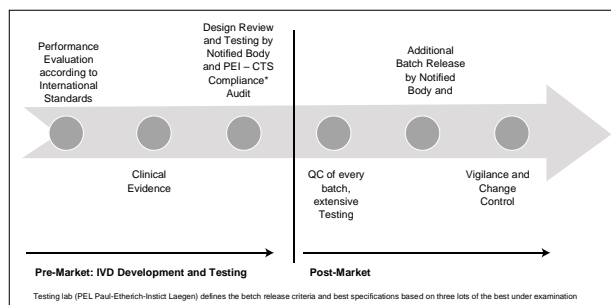 Performance
Evaluation
according to
International
Standards
Clinical
Evidence
Design Review
and Testing by
Notified Body
and PEI – CTS
Compliance*
Audit
QC of every
batch,
extensive
Testing
Additional
Batch Release
by Notified
Body and
Vigilance and
Change
Control
Pre-Market: IVD Development and Testing
Post-Market
Testing lab (PEL Paul-Etherich-Instict Laegen) defines the batch release criteria and best specifications based on three lots of the best under examination